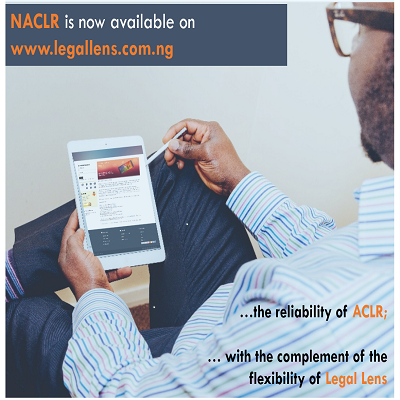 NACLR is now available on
www.legallens.com.ng
...the reliability of ACLR;
... with the complement of the
flexibility of Legal Lens